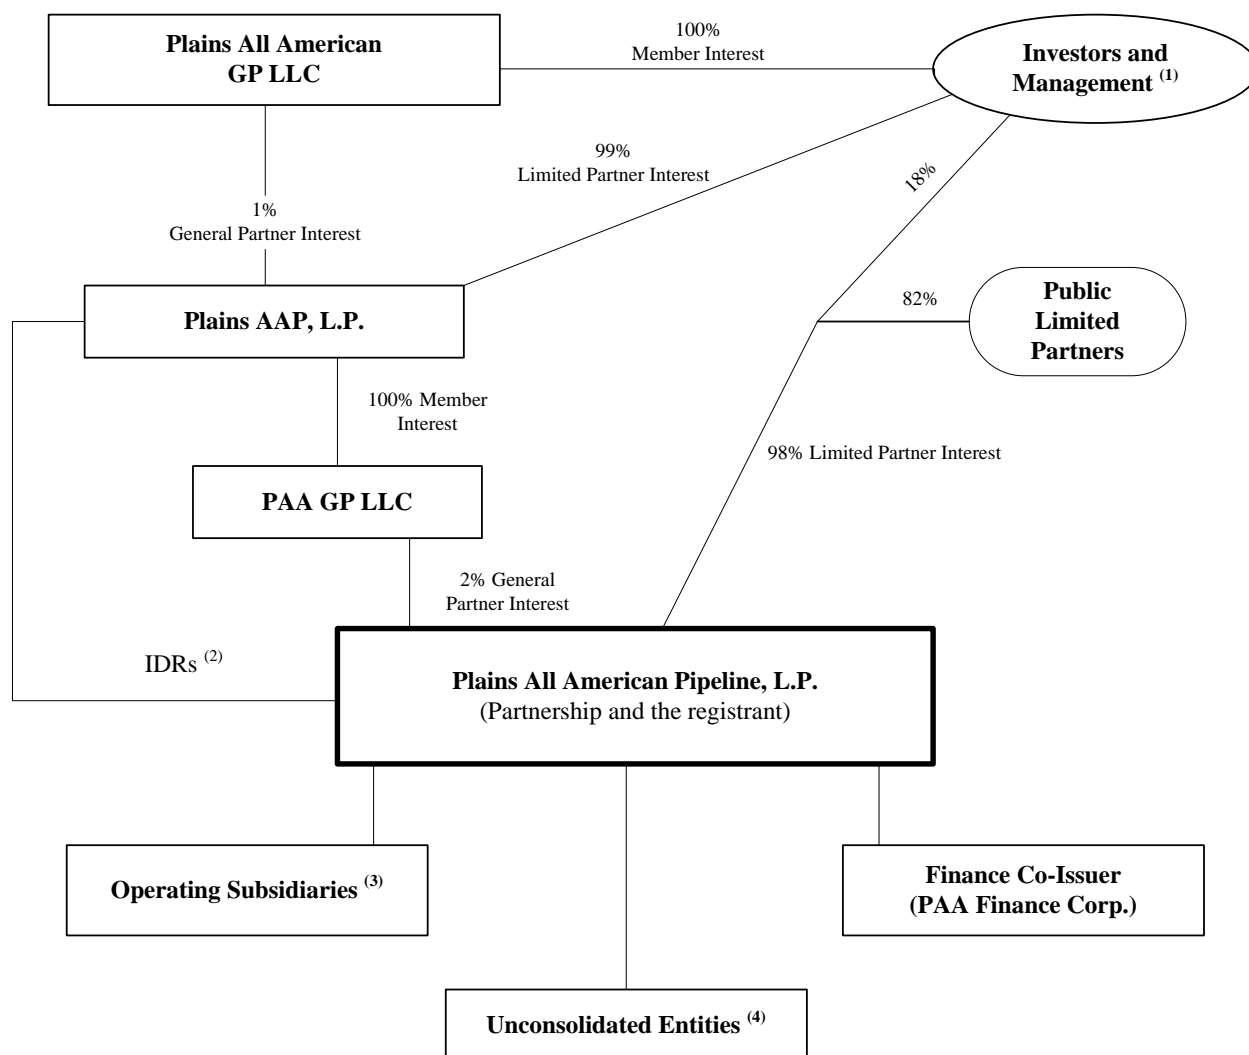 Plains All American
GP LLC
100%
Member Interest
Investors and
Management (1)
99%
Limited Partner Interest
18%
1%
General Partner Interest
Plains AAP, L.P.
82%
Public
Limited
Partners
100% Member
Interest
98% Limited Partner Interest
PAA GP LLC
2% General
Partner Interest
IDRs (2)
Plains All American Pipeline, L.P.
(Partnership and the registrant)
Operating Subsidiaries (3)
Finance Co-Issuer
(PAA Finance Corp.)
Unconsolidated Entities (4)